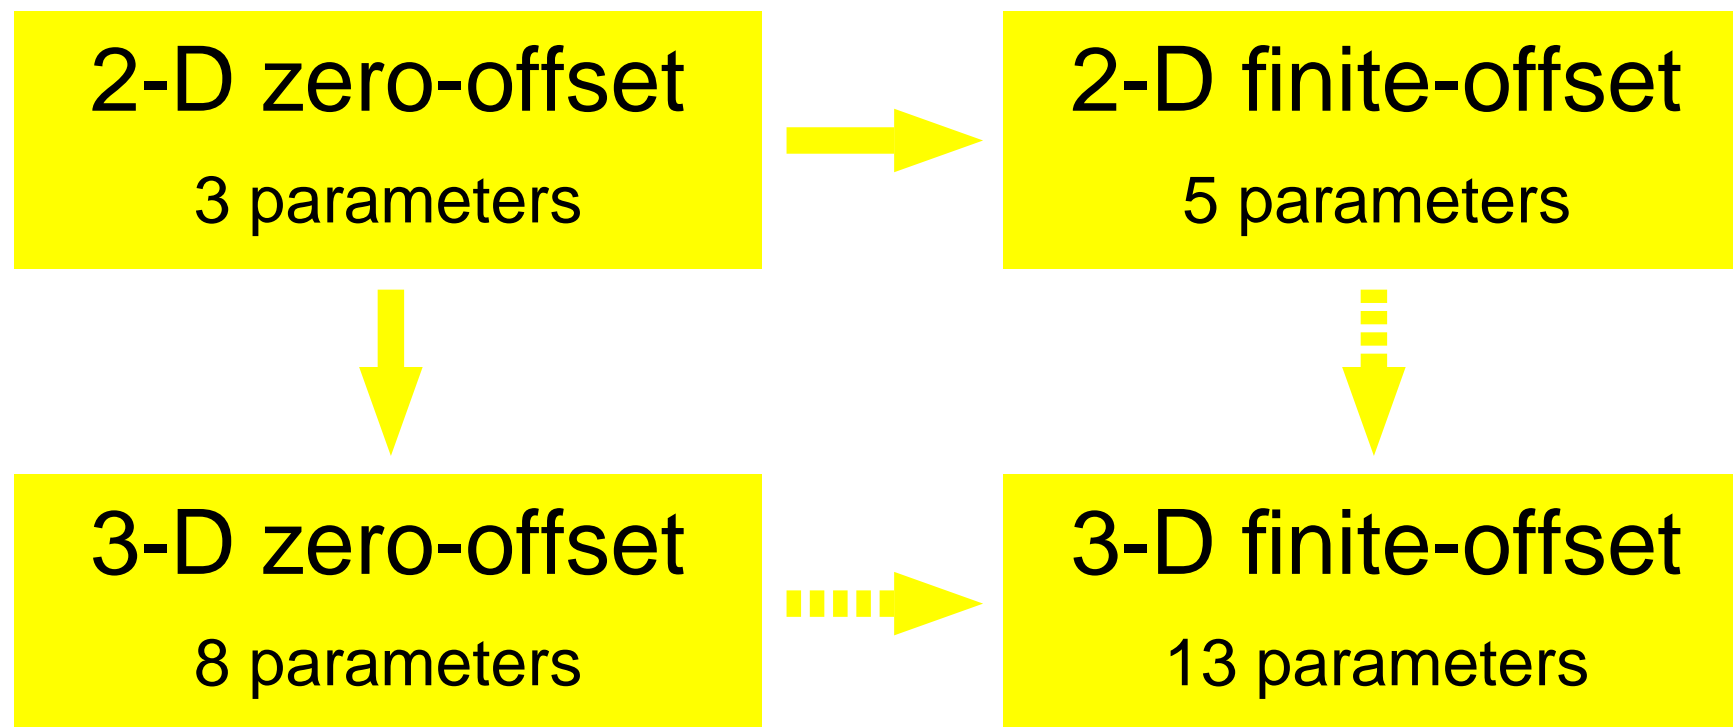 2-D zero-offset
3 parameters
2-D finite-offset
5 parameters
3-D zero-offset
8 parameters
3-D finite-offset
13 parameters